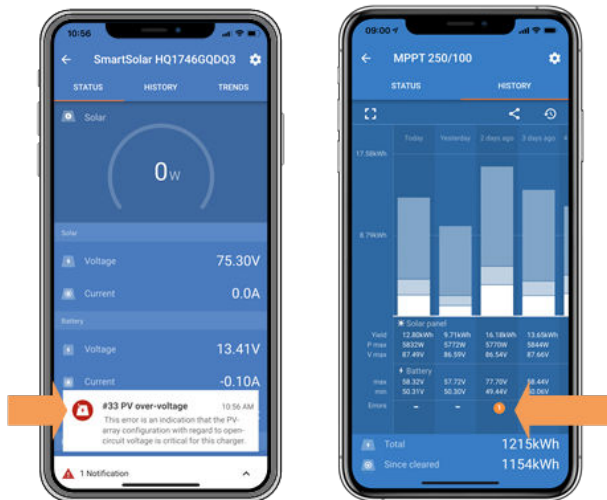 10:56
SmartSolar HQ1746GQDQ3
STATUS HISTORY TRENDS
Solar
0W
Solar
Voltage 75.30V
Current 0.0A
Battery
Voltage 13.41V
Current -0.10A
#33 PV over-voltage 10:56 AM
This error is an indication that the PV-
array configuration with regard to open-
circuit voltage is critical for this charger.
1 Notification
09:00
MPPT 250/100
STATUS HISTORY
Today Yesterday 2 days ago 3 days ago
17.58kWh
8.79kWh
Solar panel
Yield 12.80kWh 9.71kWh 16.18kWh 13.65kWh
P max 5832W 5772W 5770W 5844W
V max 87.49V 86.59V 86.54V 87.66V
Battery
max 58.32V 57.72V 77.70V 58.44V
min 50.31V 50.30V 49.44V
Errors – – 1
Total 1215kWh
Since cleared 1154kWh